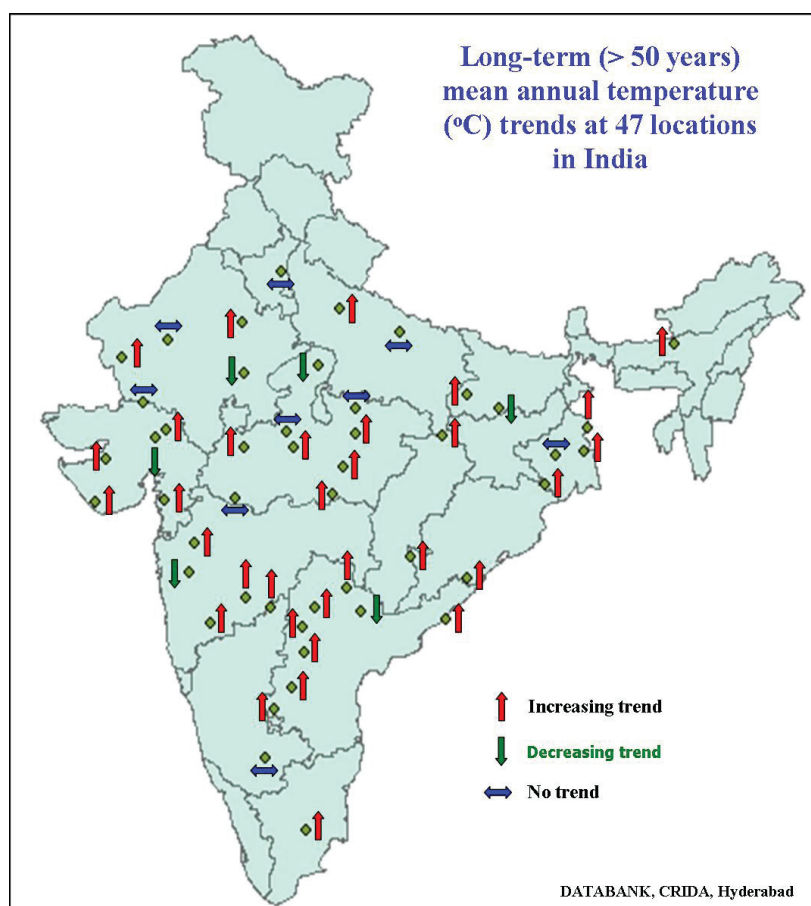 Long-term (> 50 years)
mean annual temperature
(°C) trends at 47 locations
in India
Increasing trend
Decreasing trend
No trend
DATABANK, CRIDA, Hyderabad